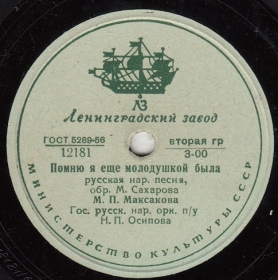 ЛЗ
Ленинградский завод
ГОСТ 5289-56 вторая гр
12181 3-00
Помню я еще молодушкой была
русская нар. песня,
обр. М. Сахарова
М. П. Максакова
Гос. русск. нар. орк. п/у
Н. П. Осипова
МИНИСТЕРСТВО КУЛЬТУРЫ СССР